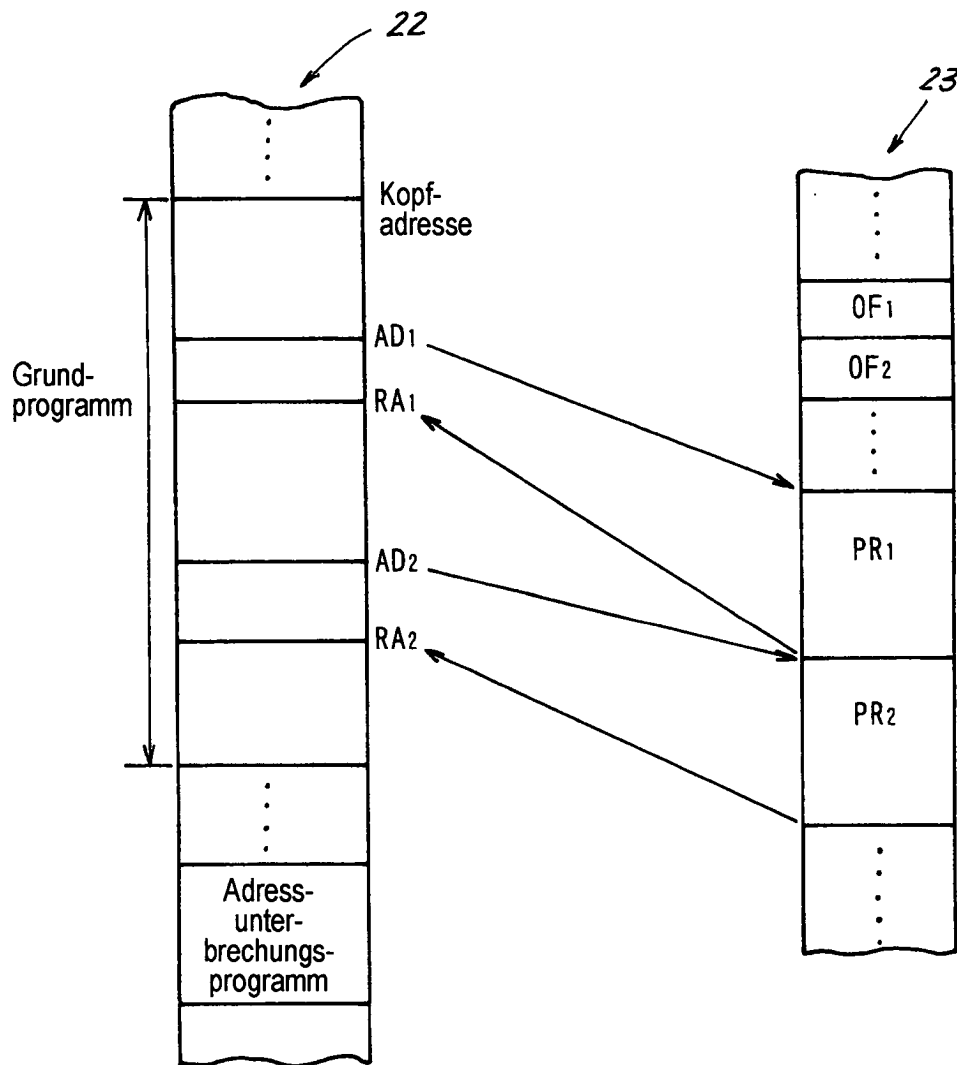 22
23
Kopf-
adresse
OF1
AD1
OF2
Grund-
programm
RA1
PR1
AD2
RA2
PR2
Adress-
unter-
brechungs-
programm